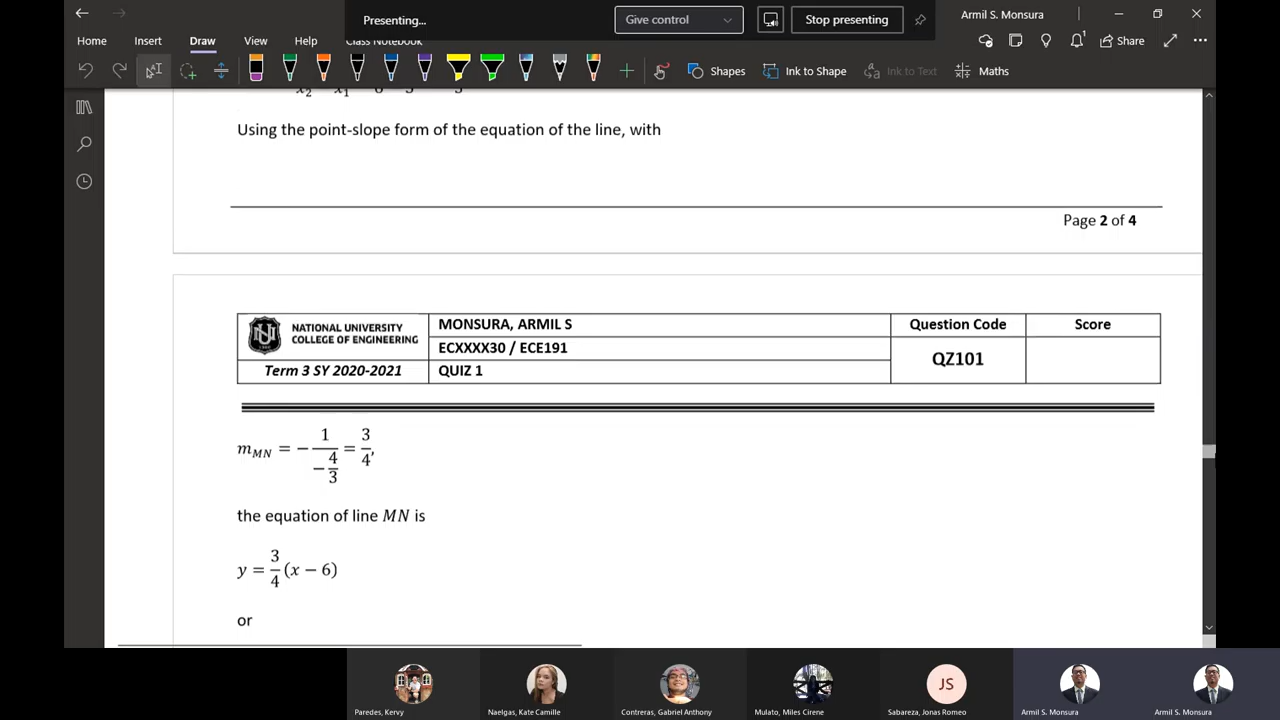 Presenting...
Give control
Stop presenting
Armil S. Monsura
Home
Insert
Draw
View
Help
Class Notebook
Share
Shapes
Ink to Shape
Ink to Text
Maths
Using the point-slope form of the equation of the line, with
Page 2 of 4
NATIONAL UNIVERSITY
COLLEGE OF ENGINEERING
Term 3 SY 2020-2021
MONSURA, ARMIL S
ECXXXX30 / ECE191
QUIZ 1
Question Code
QZ101
Score
m_MN = −1/(−4/3) = 3/4,
the equation of line MN is
y = 3/4 (x − 6)
or
Paredes, Kervy
Naelgas, Kate Camille
Contreras, Gabriel Anthony
Mulato, Miles Cirene
JS
Sabareza, Jonas Romeo
Armil S. Monsura
Armil S. Monsura